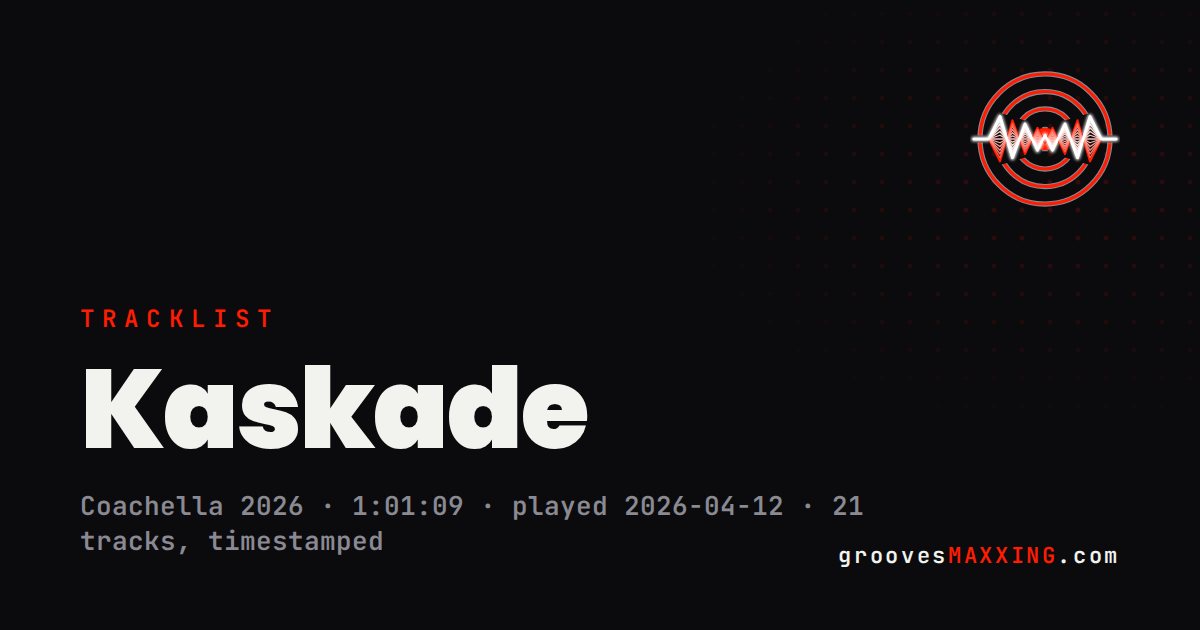 TRACKLIST
Kaskade
Coachella 2026 · 1:01:09 · played 2026-04-12 · 21
tracks, timestamped
groovesMAXXING.com